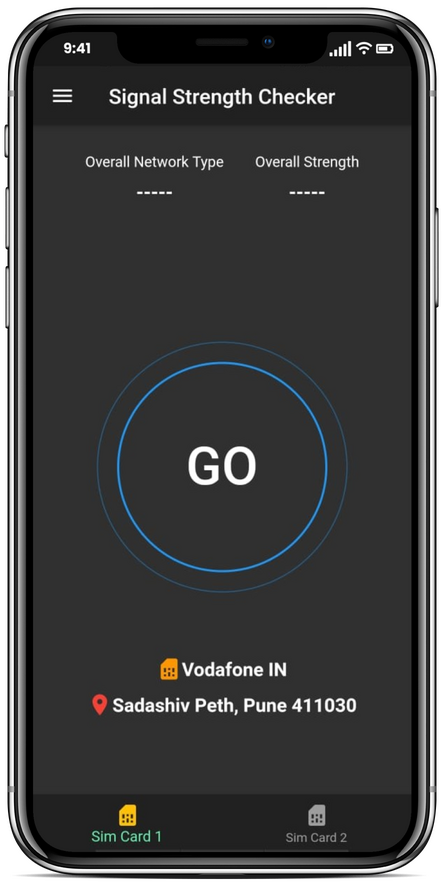 9:41
Signal Strength Checker
Overall Network Type Overall Strength
----- -----
GO
Vodafone IN
Sadashiv Peth, Pune 411030
Sim Card 1 Sim Card 2